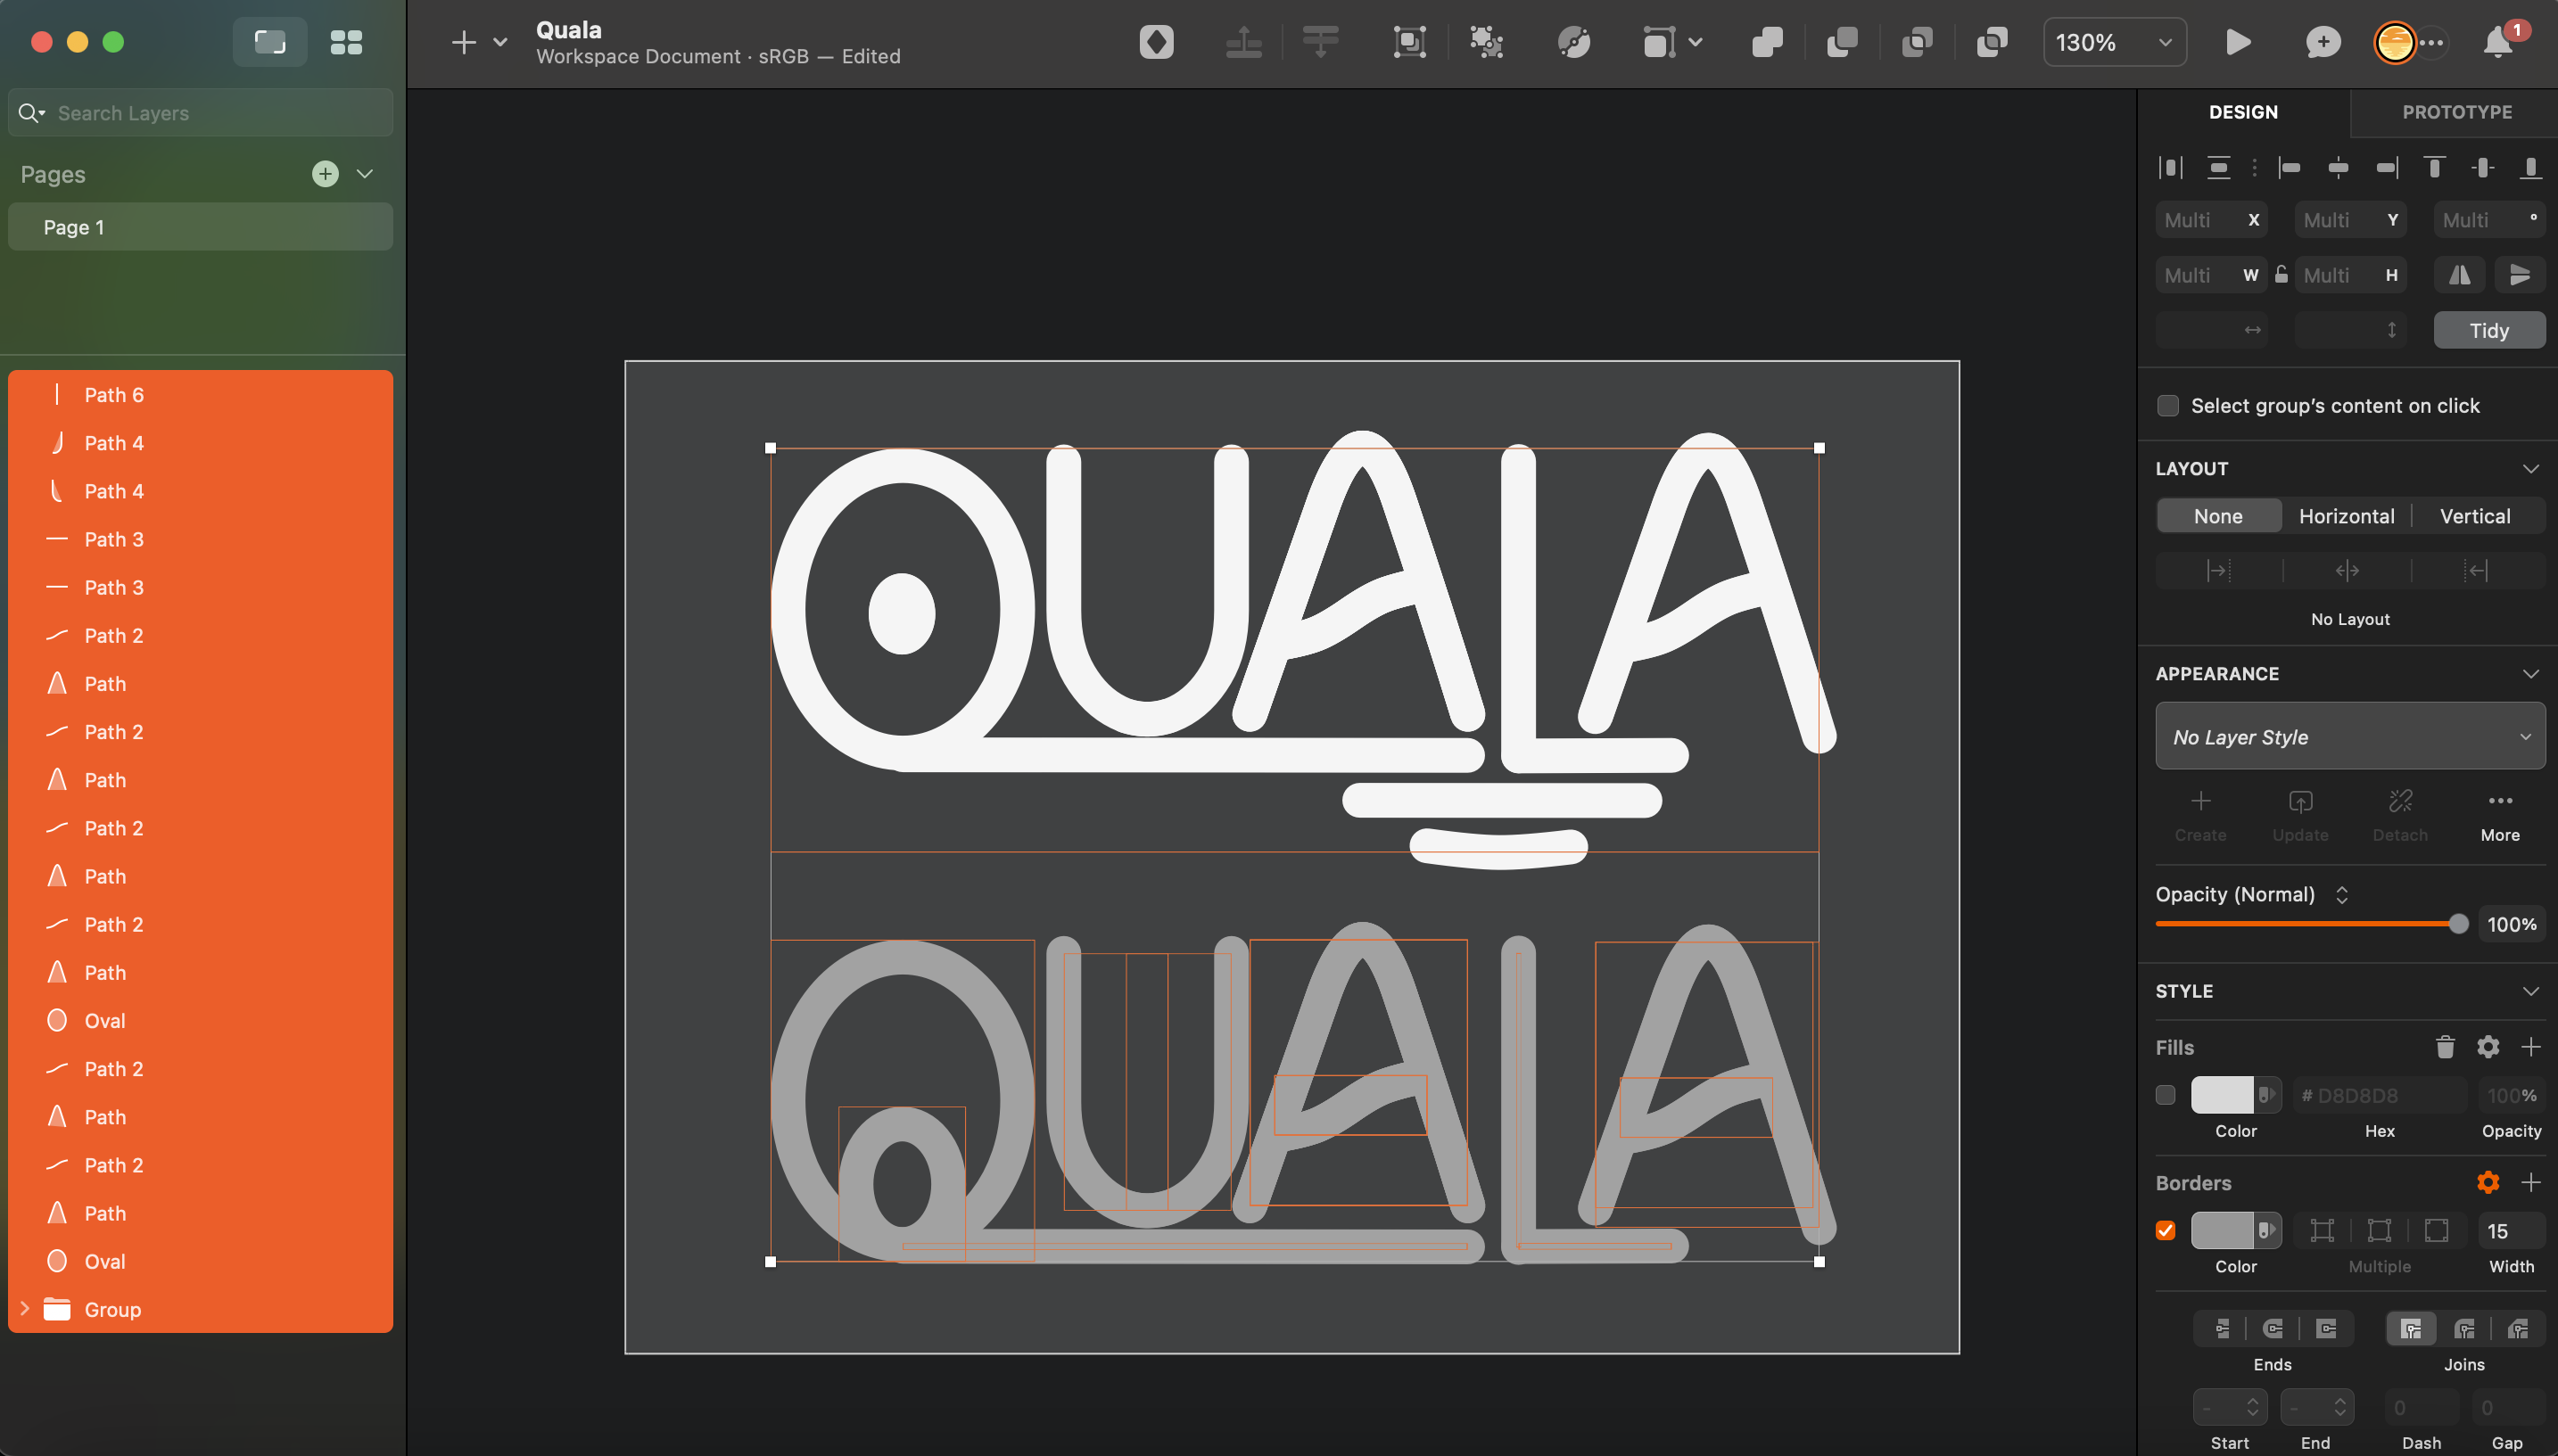 Quala
Workspace Document · sRGB — Edited
130%
1
Search Layers
Pages
Page 1
Path 6
Path 4
Path 4
Path 3
Path 3
Path 2
Path
Path 2
Path
Path 2
Path
Path 2
Path
Oval
Path 2
Path
Path 2
Path
Oval
Group
QUALA
QUALA
DESIGN PROTOTYPE
Multi X Multi Y Multi °
Multi W Multi H
Tidy
Select group’s content on click
LAYOUT
None Horizontal Vertical
No Layout
APPEARANCE
No Layer Style
Create Update Detach More
Opacity (Normal)
100%
STYLE
Fills
# D8D8D8 100%
Color Hex Opacity
Borders
15
Color Multiple Width
Ends Joins
- - 0 0
Start End Dash Gap